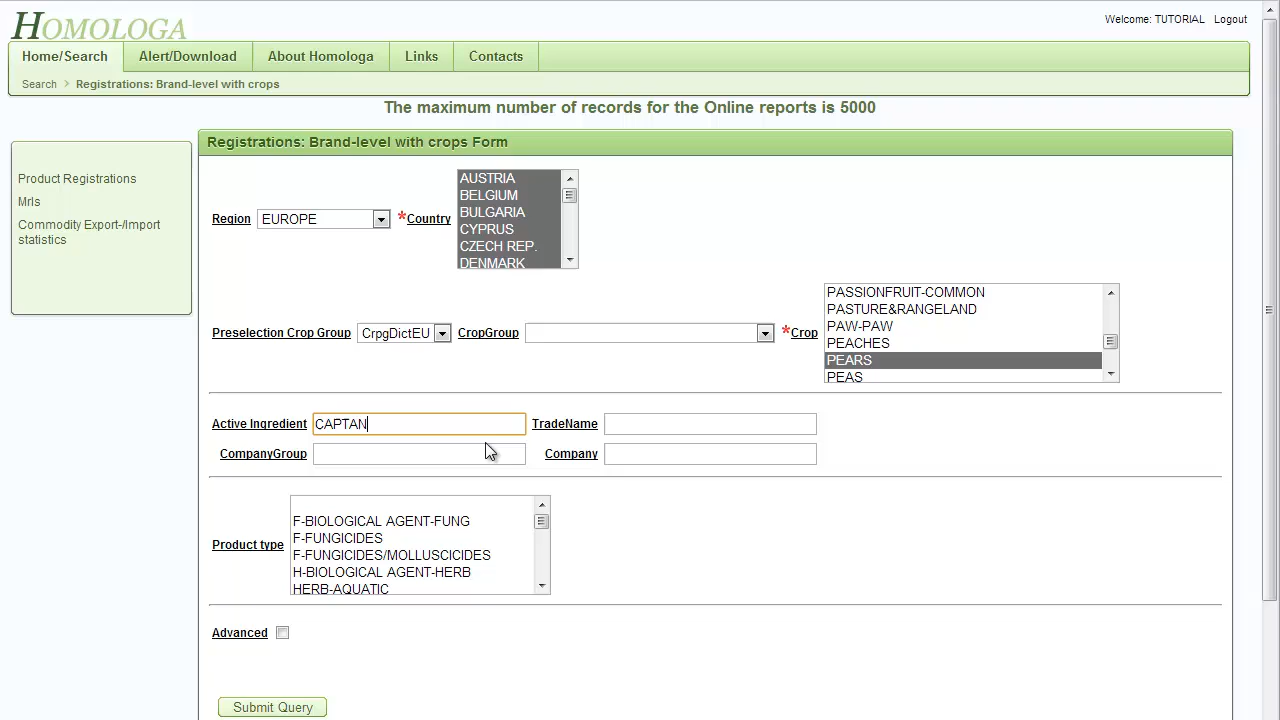 HOMOLOGA
Welcome: TUTORIAL Logout
Home/Search Alert/Download About Homologa Links Contacts
Search > Registrations: Brand-level with crops
The maximum number of records for the Online reports is 5000
Product Registrations
Mrls
Commodity Export-/Import
statistics
Registrations: Brand-level with crops Form
Region EUROPE *Country
AUSTRIA
BELGIUM
BULGARIA
CYPRUS
CZECH REP.
DENMARK
Preselection Crop Group CrpgDictEU CropGroup *Crop
PASSIONFRUIT-COMMON
PASTURE&RANGELAND
PAW-PAW
PEACHES
PEARS
PEAS
Active Ingredient CAPTAN TradeName
CompanyGroup Company
Product type
F-BIOLOGICAL AGENT-FUNG
F-FUNGICIDES
F-FUNGICIDES/MOLLUSCICIDES
H-BIOLOGICAL AGENT-HERB
HERB-AQUATIC
Advanced
Submit Query